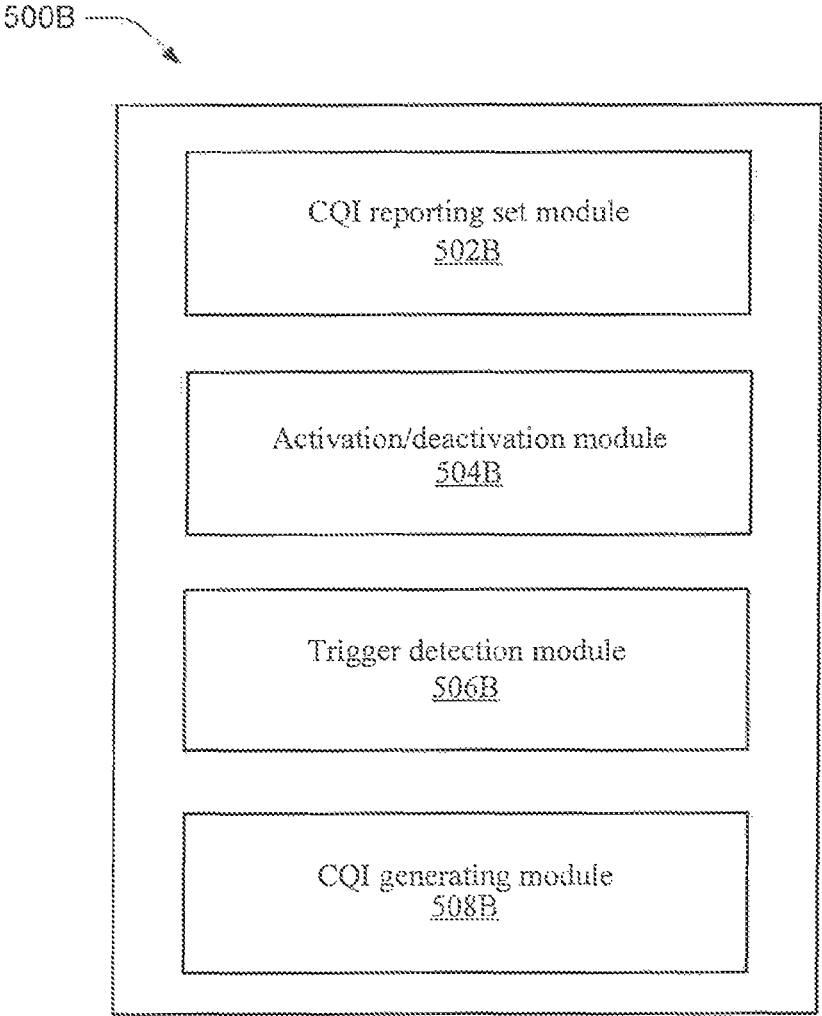 500B
CQI reporting set module
502B
Activation/deactivation module
504B
Trigger detection module
506B
CQI generating module
508B